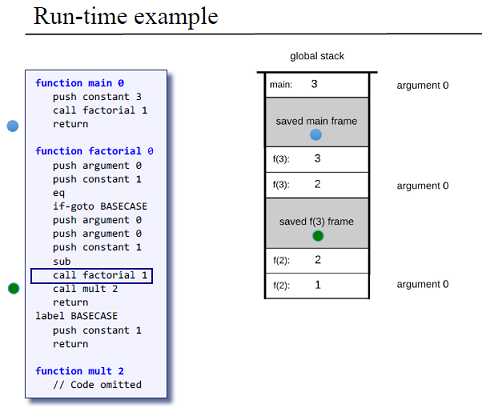 Run-time example
function main 0
push constant 3
call factorial 1
return
function factorial 0
push argument 0
push constant 1
eq
if-goto BASECASE
push argument 0
push argument 0
push constant 1
sub
call factorial 1
call mult 2
return
label BASECASE
push constant 1
return
function mult 2
// Code omitted
global stack
main: 3 argument 0
saved main frame
f(3): 3
f(3): 2 argument 0
saved f(3) frame
f(2): 2
f(2): 1 argument 0